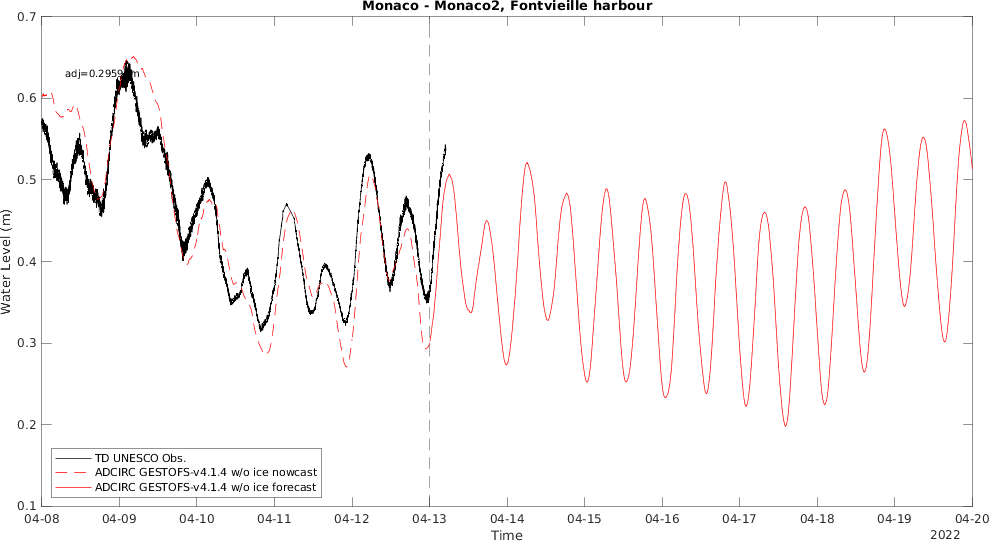 Monaco - Monaco2, Fontvieille harbour
0.7
adj=0.2959 m
0.6
0.5
0.4
0.3
0.2
0.1
Water Level (m)
TD UNESCO Obs.
ADCIRC GESTOFS-v4.1.4 w/o ice nowcast
ADCIRC GESTOFS-v4.1.4 w/o ice forecast
04-08 04-09 04-10 04-11 04-12 04-13 04-14 04-15 04-16 04-17 04-18 04-19 04-20
Time
2022